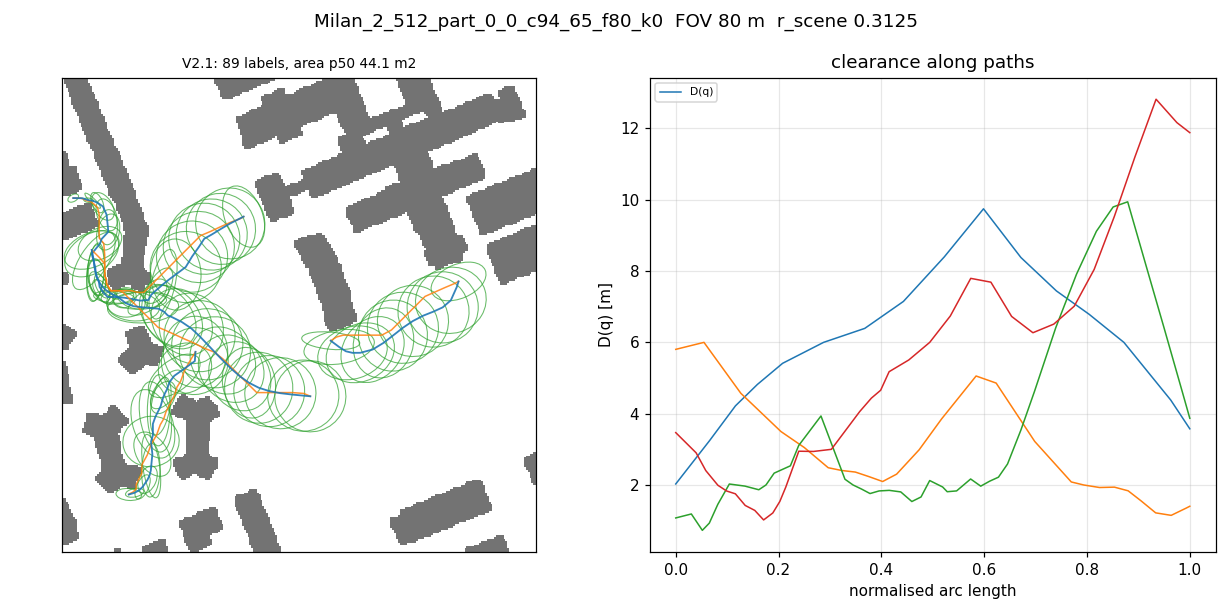 Milan_2_512_part_0_0_c94_65_f80_k0  FOV 80 m  r_scene 0.3125
V2.1: 89 labels, area p50 44.1 m2
clearance along paths
D(q)
12
10
8
6
4
2
D(q) [m]
0.0 0.2 0.4 0.6 0.8 1.0
normalised arc length